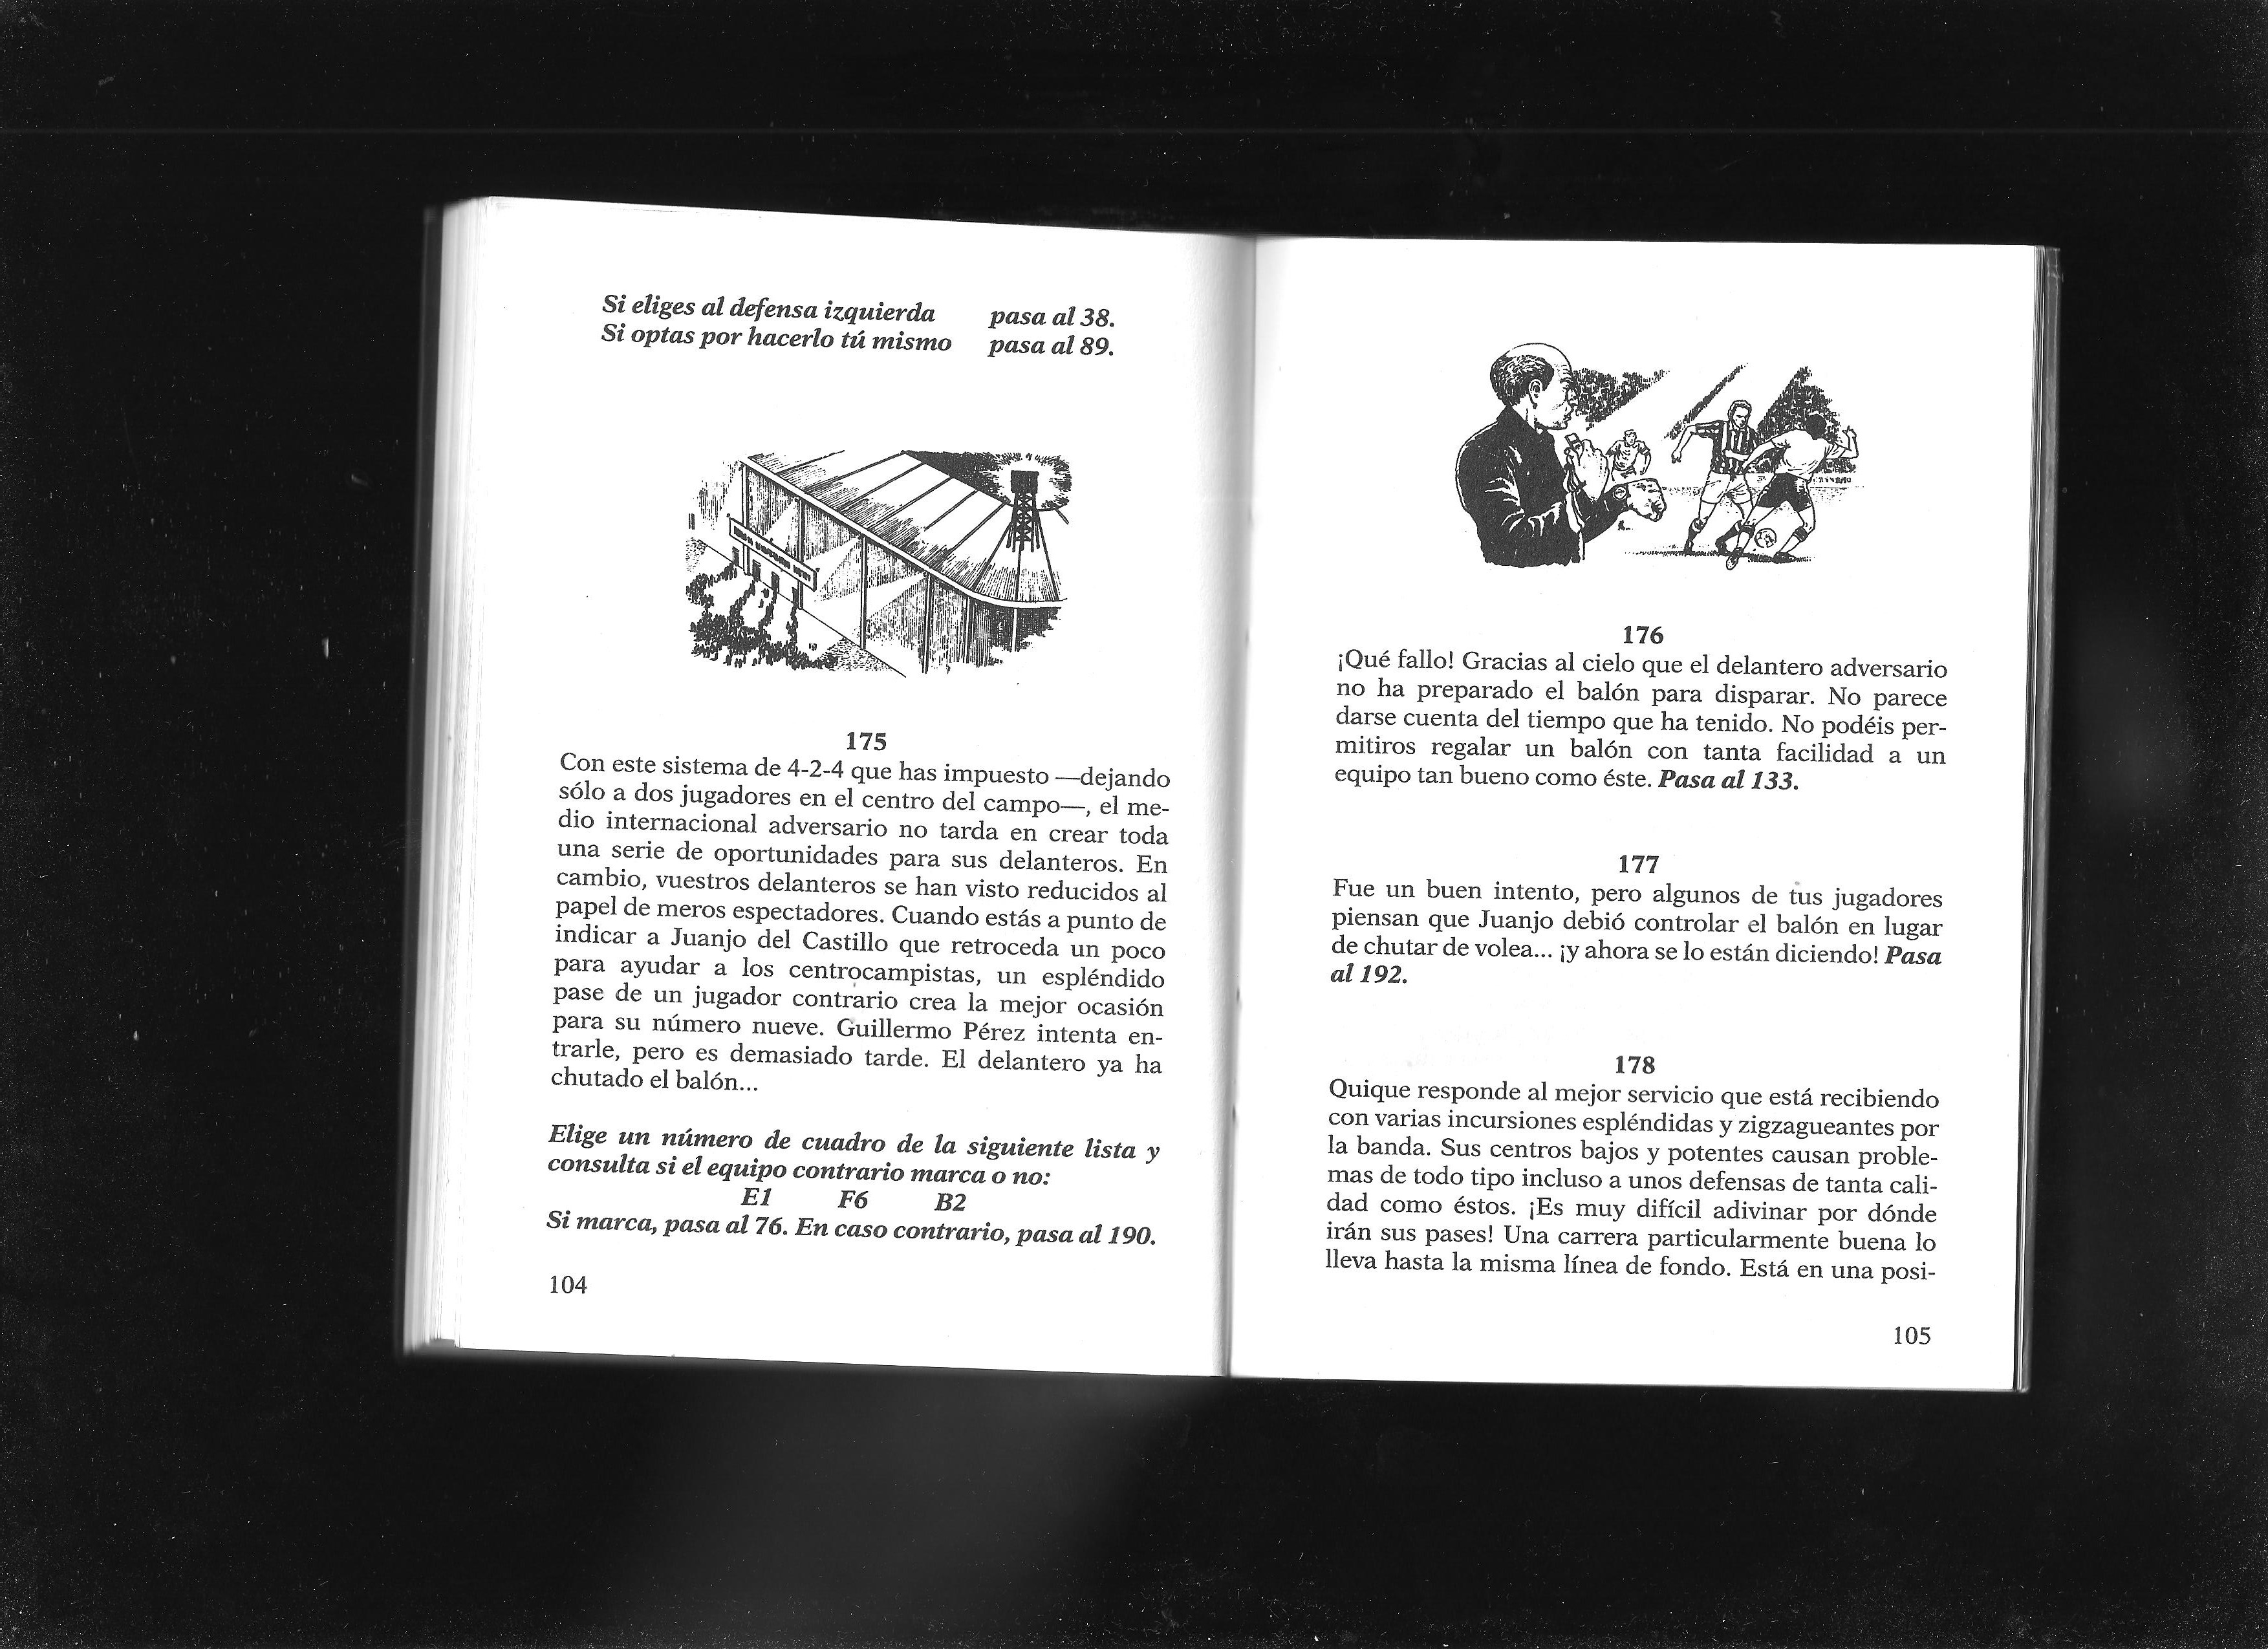 Si eliges al defensa izquierda pasa al 38.
Si optas por hacerlo tú mismo pasa al 89.
175
Con este sistema de 4-2-4 que has impuesto —dejando
sólo a dos jugadores en el centro del campo—, el me-
dio internacional adversario no tarda en crear toda
una serie de oportunidades para sus delanteros. En
cambio, vuestros delanteros se han visto reducidos al
papel de meros espectadores. Cuando estás a punto de
indicar a Juanjo del Castillo que retroceda un poco
para ayudar a los centrocampistas, un espléndido
pase de un jugador contrario crea la mejor ocasión
para su número nueve. Guillermo Pérez intenta en-
trarle, pero es demasiado tarde. El delantero ya ha
chutado el balón...
Elige un número de cuadro de la siguiente lista y
consulta si el equipo contrario marca o no:
E1 F6 B2
Si marca, pasa al 76. En caso contrario, pasa al 190.
104
176
¡Qué fallo! Gracias al cielo que el delantero adversario
no ha preparado el balón para disparar. No parece
darse cuenta del tiempo que ha tenido. No podéis per-
mitiros regalar un balón con tanta facilidad a un
equipo tan bueno como éste. Pasa al 133.
177
Fue un buen intento, pero algunos de tus jugadores
piensan que Juanjo debió controlar el balón en lugar
de chutar de volea... ¡y ahora se lo están diciendo! Pasa
al 192.
178
Quique responde al mejor servicio que está recibiendo
con varias incursiones espléndidas y zigzagueantes por
la banda. Sus centros bajos y potentes causan proble-
mas de todo tipo incluso a unos defensas de tanta cali-
dad como éstos. ¡Es muy difícil adivinar por dónde
irán sus pases! Una carrera particularmente buena lo
lleva hasta la misma línea de fondo. Está en una posi-
105